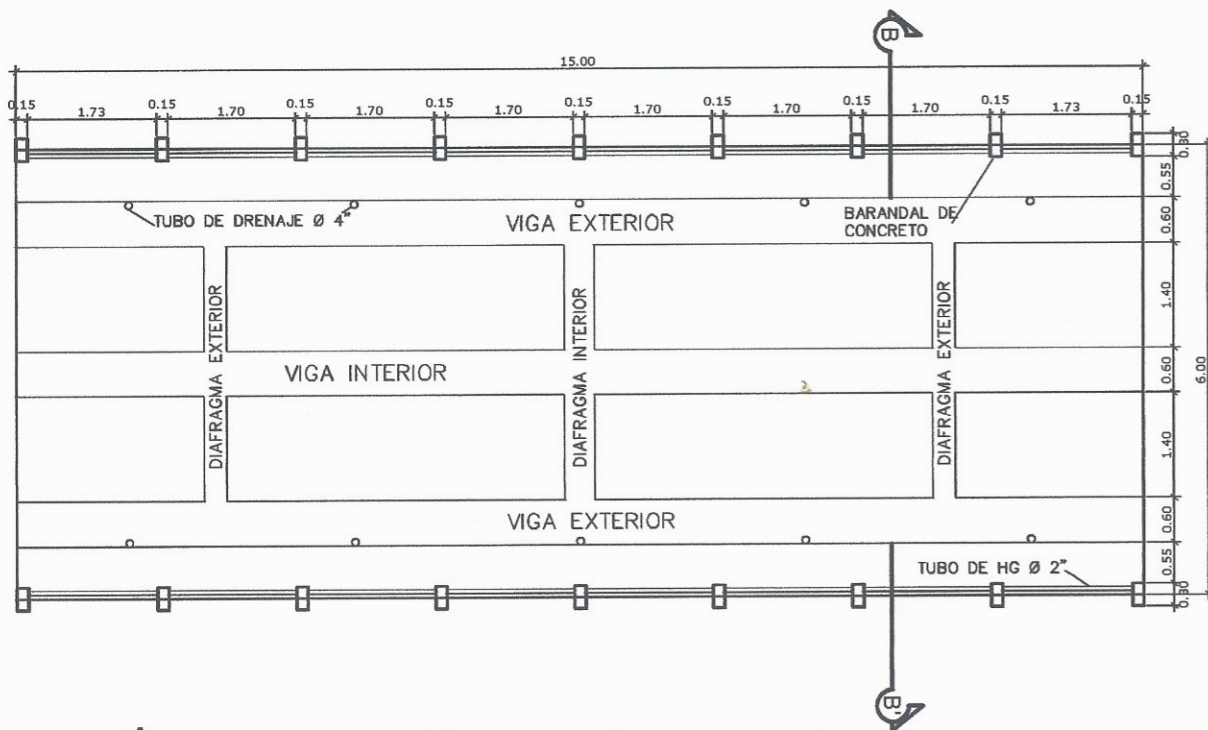 B
15.00
0.15 1.73 0.15 1.70 0.15 1.70 0.15 1.70 0.15 1.70 0.15 1.70 0.15 1.70 0.15 1.73 0.15
0.30
0.55
TUBO DE DRENAJE Ø 4"
VIGA EXTERIOR
BARANDAL DE
CONCRETO
0.60
DIAFRAGMA EXTERIOR
DIAFRAGMA INTERIOR
DIAFRAGMA EXTERIOR
1.40
VIGA INTERIOR
0.60
6.00
1.40
VIGA EXTERIOR
0.60
TUBO DE HG Ø 2"
0.55
0.30
B'